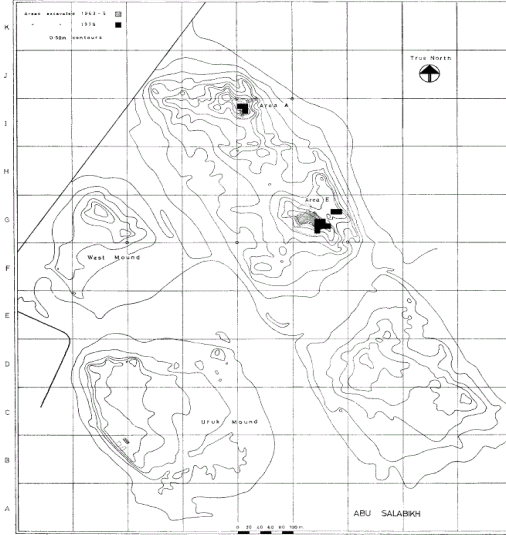 Areas excavated 1963-5
" " 1975
0·50m contours
K
True North
J
Area A
I
H
Area E
G
West Mound
F
E
D
C
Uruk Mound
B
A
ABU SALABIKH
0 20 40 60 80 100m